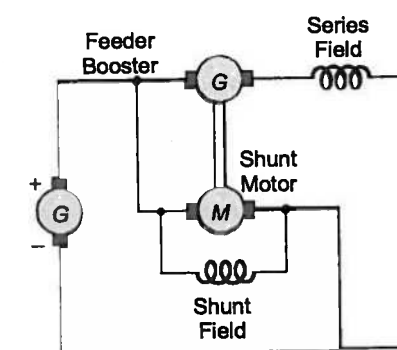 Series
Field
Feeder
Booster
G
Shunt
Motor
+
G
−
M
Shunt
Field